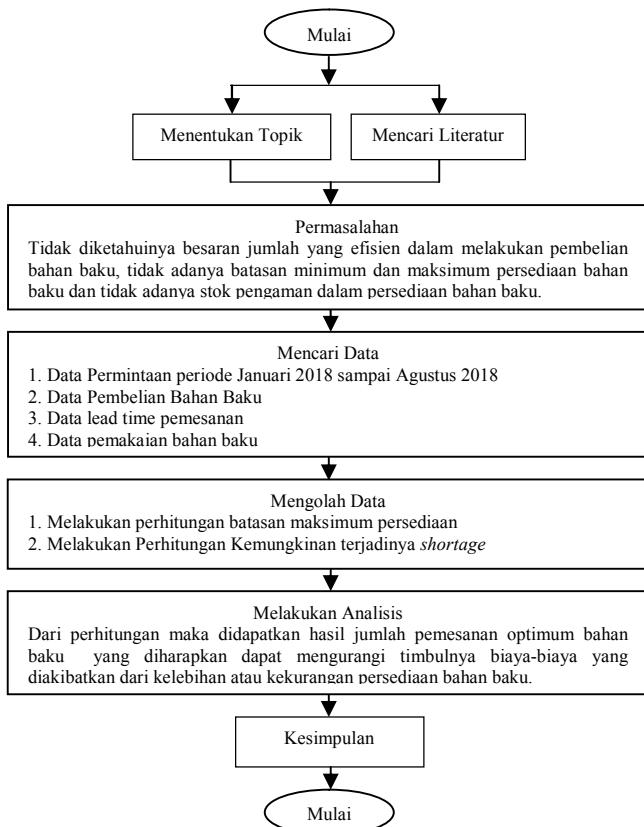 Mulai
Menentukan Topik
Mencari Literatur
Permasalahan
Tidak diketahuinya besaran jumlah yang efisien dalam melakukan pembelian
bahan baku, tidak adanya batasan minimum dan maksimum persediaan bahan
baku dan tidak adanya stok pengaman dalam persediaan bahan baku.
Mencari Data
1. Data Permintaan periode Januari 2018 sampai Agustus 2018
2. Data Pembelian Bahan Baku
3. Data lead time pemesanan
4. Data pemakaian bahan baku
Mengolah Data
1. Melakukan perhitungan batasan maksimum persediaan
2. Melakukan Perhitungan Kemungkinan terjadinya shortage
Melakukan Analisis
Dari perhitungan maka didapatkan hasil jumlah pemesanan optimum bahan
baku yang diharapkan dapat mengurangi timbulnya biaya-biaya yang
diakibatkan dari kelebihan atau kekurangan persediaan bahan baku.
Kesimpulan
Mulai